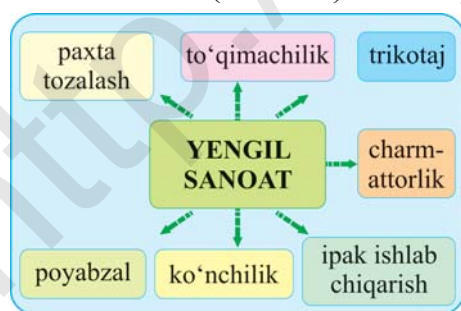 paxta
tozalash
to‘qimachilik
trikotaj
YENGIL
SANOAT
charm-
attorlik
poyabzal
ko‘nchilik
ipak ishlab
chiqarish